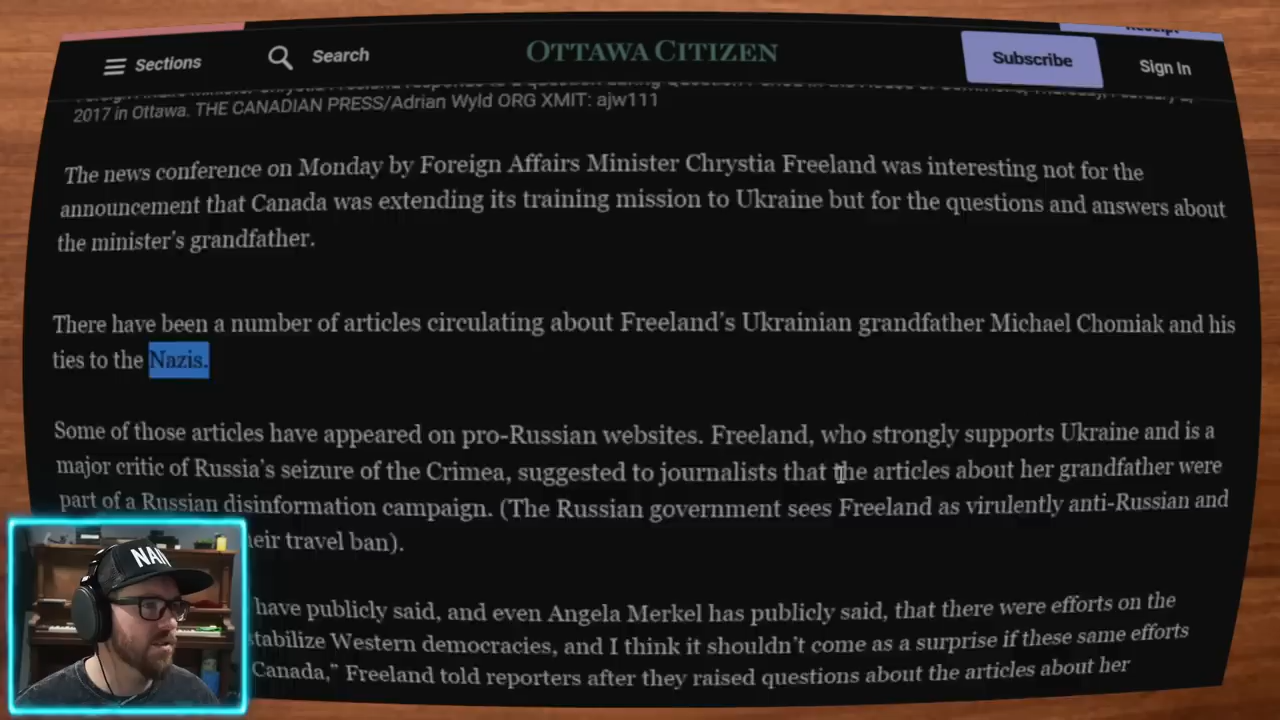 Receipt
Sections
Search
OTTAWA CITIZEN
Subscribe
Sign In
2017 in Ottawa. THE CANADIAN PRESS/Adrian Wyld ORG XMIT: ajw111
The news conference on Monday by Foreign Affairs Minister Chrystia Freeland was interesting not for the
announcement that Canada was extending its training mission to Ukraine but for the questions and answers about
the minister's grandfather.
There have been a number of articles circulating about Freeland's Ukrainian grandfather Michael Chomiak and his
ties to the Nazis.
Some of those articles have appeared on pro-Russian websites. Freeland, who strongly supports Ukraine and is a
major critic of Russia's seizure of the Crimea, suggested to journalists that the articles about her grandfather were
part of a Russian disinformation campaign. (The Russian government sees Freeland as virulently anti-Russian and
eir travel ban).
have publicly said, and even Angela Merkel has publicly said, that there were efforts on the
tabilize Western democracies, and I think it shouldn't come as a surprise if these same efforts
Canada," Freeland told reporters after they raised questions about the articles about her